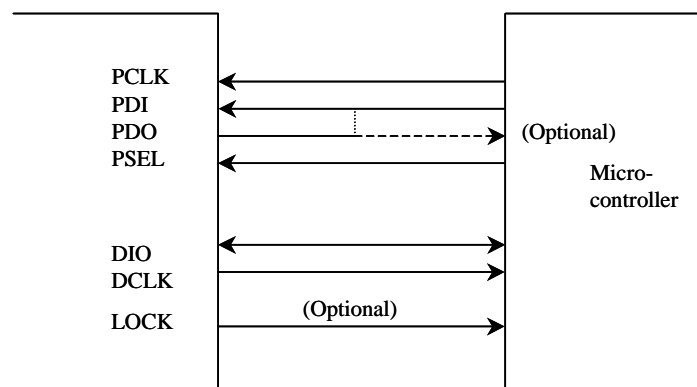 PCLK
PDI
PDO
(Optional)
PSEL
Micro-
controller
DIO
DCLK
(Optional)
LOCK